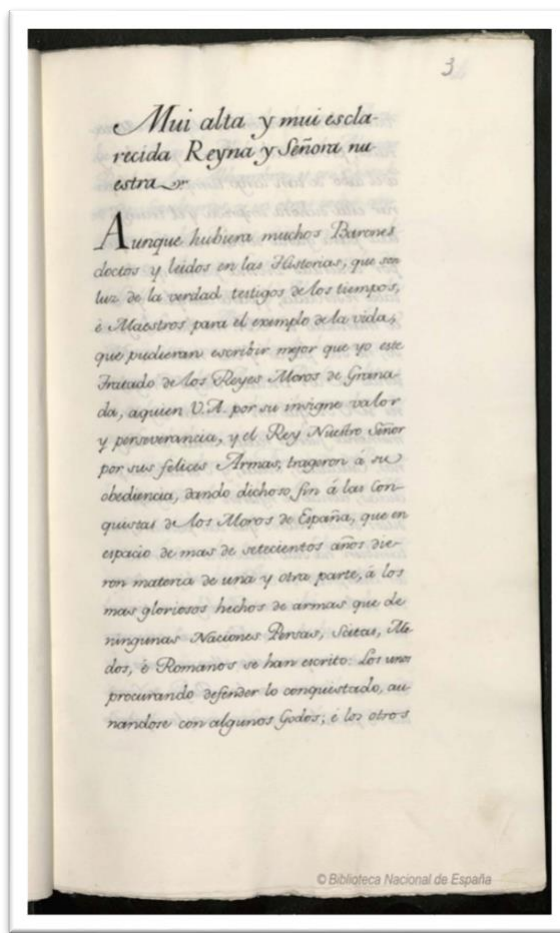 3
Mui alta y mui escla-
recida Reyna y Señora nu-
estra
Aunque hubiera muchos Barones
doctos y leidos en las Historias, que son
luz de la verdad testigos de los tiempos,
é Maestros para el exemplo de la vida,
que pudieran escribir mejor que yo este
Tratado de los Reyes Moros de Grana-
da, aquien V.A. por su insigne valor
y perseverancia, y el Rey Nuestro Señor
por sus felices Armas, trageron á su
obediencia, dando dichoso fin á las Con-
quistas de los Moros de España, que en
espacio de mas de setecientos años die-
ron materia de una y otra parte, á los
mas gloriosos hechos de armas que de
ningunas Naciones Persas, Scitas, Me-
dos, é Romanos se han escrito: Los unos
procurando defender lo conquistado, au-
nandose con algunos Godos; é los otros
© Biblioteca Nacional de España